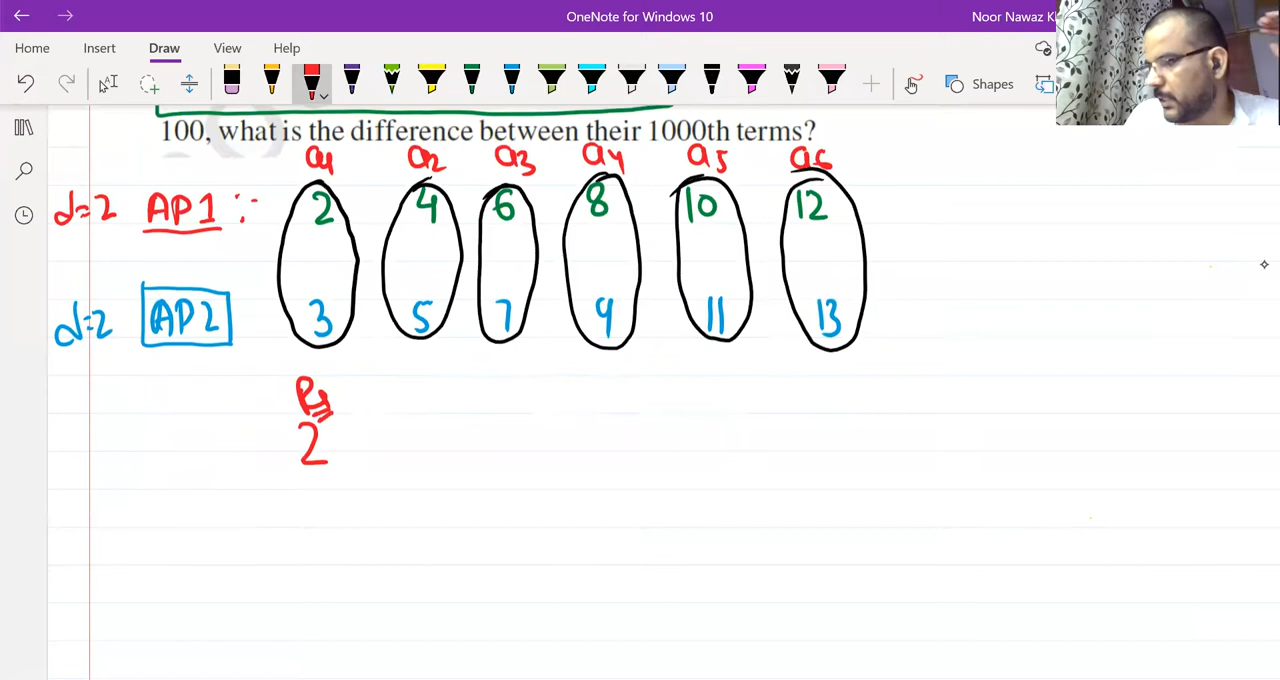 OneNote for Windows 10
Noor Nawaz K
Home Insert Draw View Help
Shapes
100, what is the difference between their 1000th terms?
a1 a2 a3 a4 a5 a6
d=2 AP1 :- 2 4 6 8 10 12
d=2 AP2 3 5 7 9 11 13
2